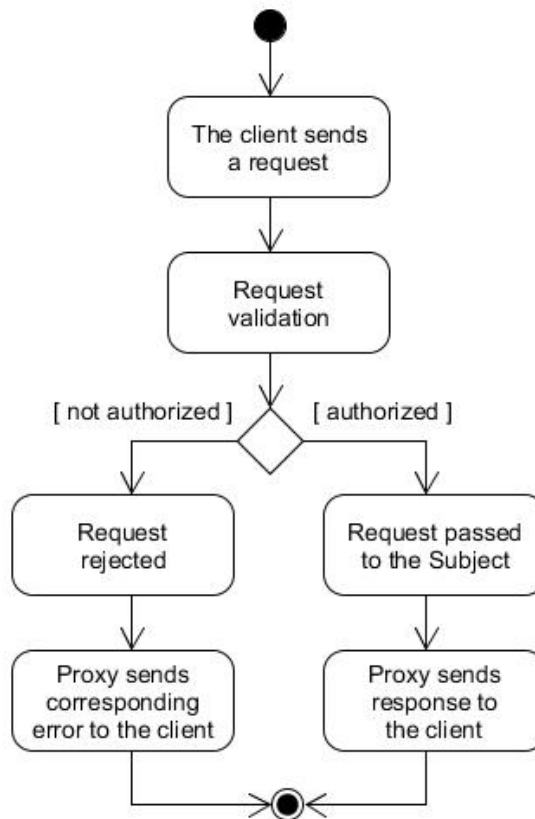 The client sends
a request
Request
validation
[ not authorized ]
[ authorized ]
Request
rejected
Request passed
to the Subject
Proxy sends
corresponding
error to the client
Proxy sends
response to
the client